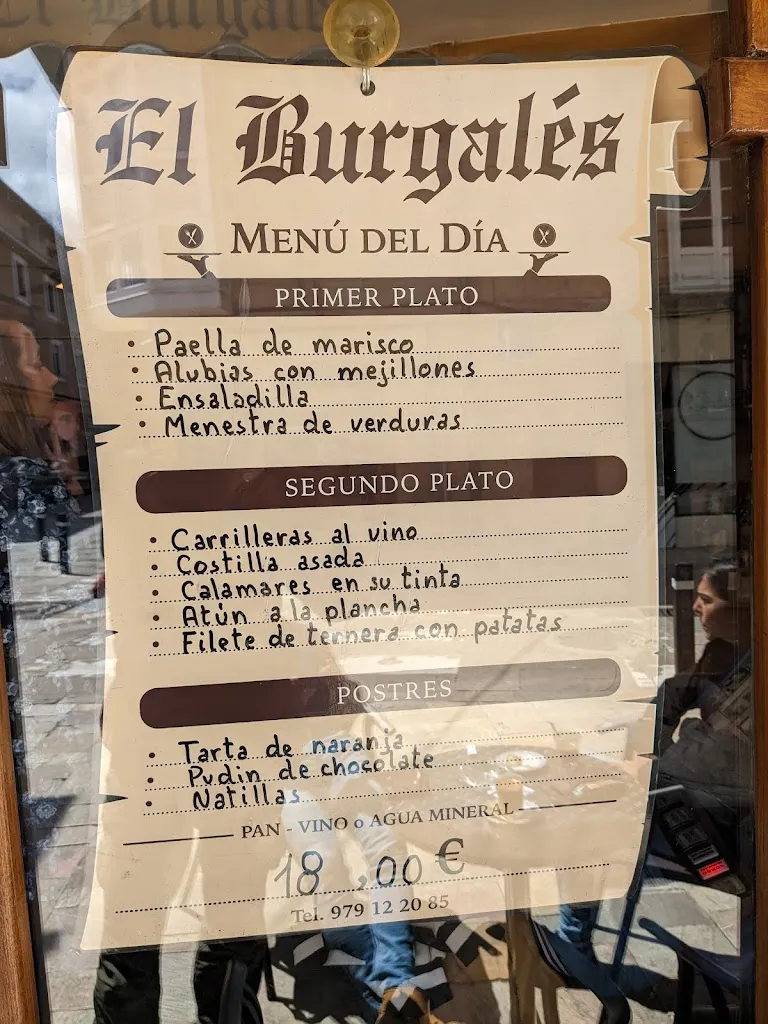 El Burgalés
El Burgalés
MENÚ DEL DÍA
PRIMER PLATO
• Paella de marisco
• Alubias con mejillones
• Ensaladilla
• Menestra de verduras
SEGUNDO PLATO
• Carrilleras al vino
• Costilla asada
• Calamares en su tinta
• Atún a la plancha
• Filete de ternera con patatas
POSTRES
• Tarta de naranja
• Pudin de chocolate
• Natillas
PAN - VINO o AGUA MINERAL
18,00 €
Tel. 979 12 20 85